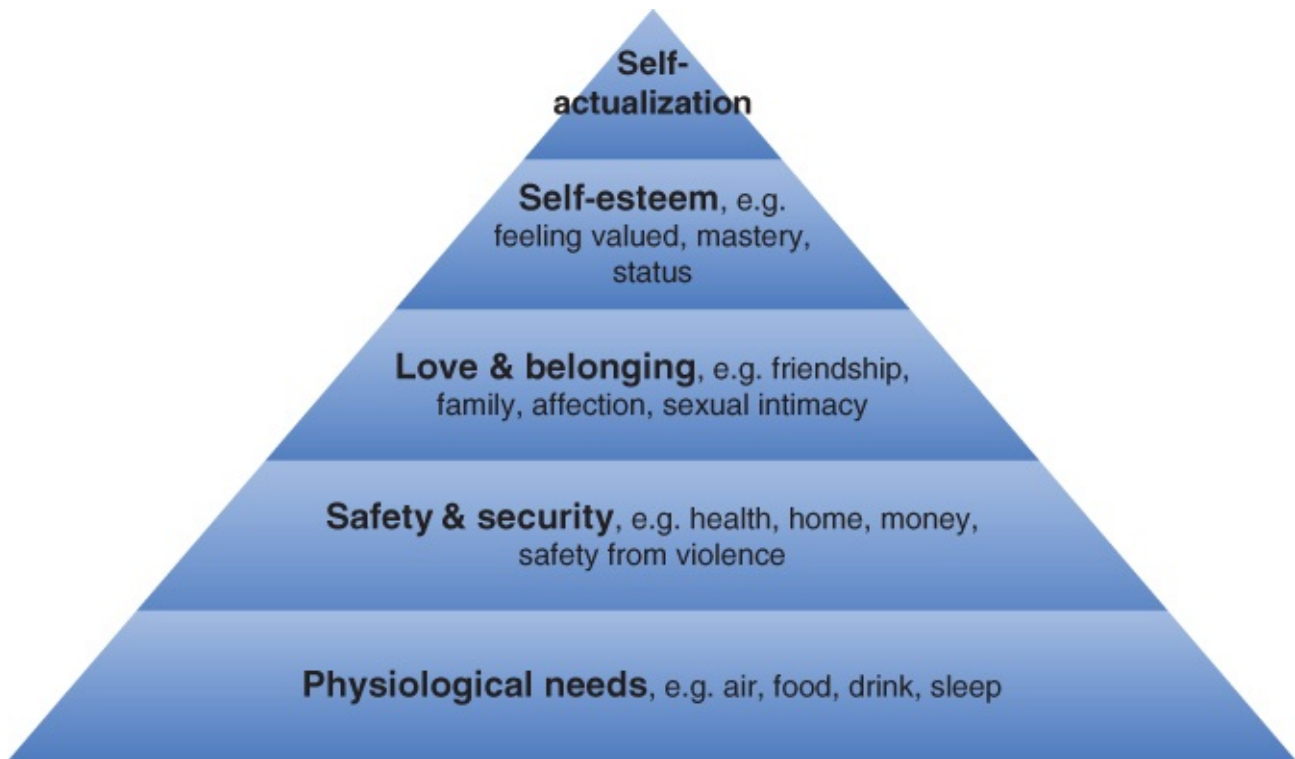 Self-
actualization
Self-esteem, e.g.
feeling valued, mastery,
status
Love & belonging, e.g. friendship,
family, affection, sexual intimacy
Safety & security, e.g. health, home, money,
safety from violence
Physiological needs, e.g. air, food, drink, sleep